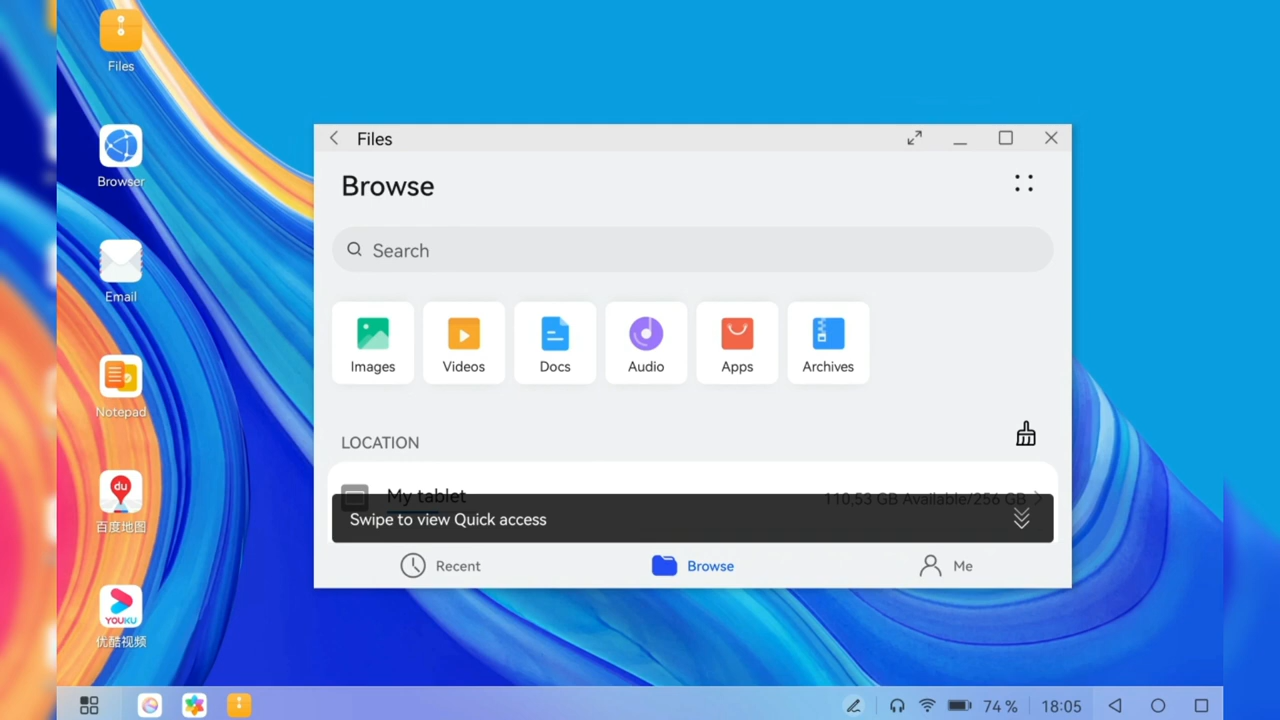 Files
Browser
Email
Notepad
du
百度地图
YOUKU
优酷视频
Files
Browse
Search
Images
Videos
Docs
Audio
Apps
Archives
LOCATION
My tablet
110,53 GB Available/256 GB
Swipe to view Quick access
Recent
Browse
Me
74 %
18:05